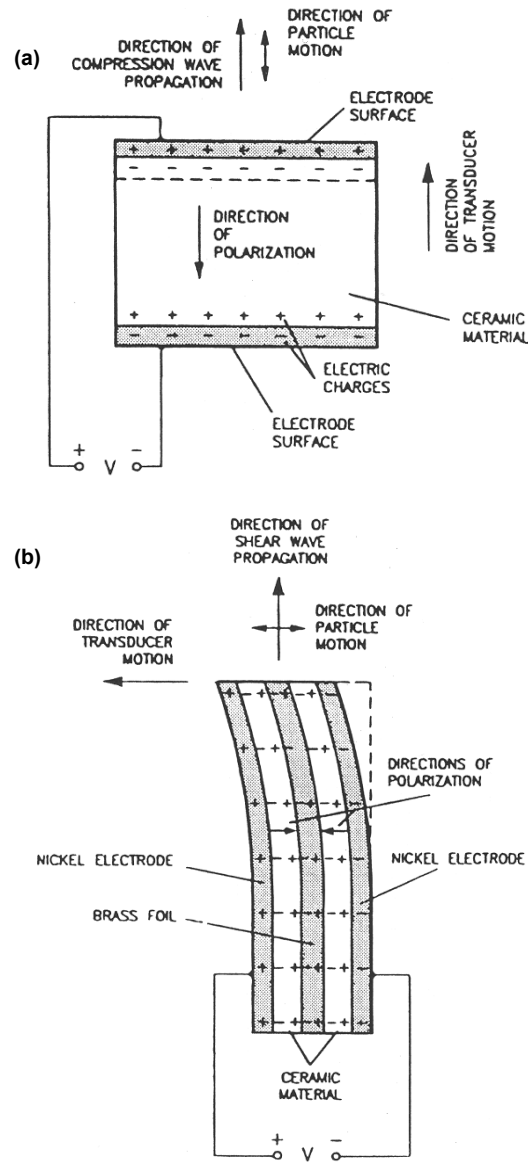 (a)
DIRECTION OF
COMPRESSION WAVE
PROPAGATION
DIRECTION OF
PARTICLE
MOTION
ELECTRODE
SURFACE
+ + + + + + +
- - - - - - -
DIRECTION
OF
POLARIZATION
DIRECTION
OF TRANSDUCER
MOTION
+ + + + + + +
- - - - - - -
CERAMIC
MATERIAL
ELECTRIC
CHARGES
ELECTRODE
SURFACE
+ V -
(b)
DIRECTION OF
SHEAR WAVE
PROPAGATION
DIRECTION OF
TRANSDUCER
MOTION
DIRECTION OF
PARTICLE
MOTION
DIRECTIONS OF
POLARIZATION
NICKEL ELECTRODE
NICKEL ELECTRODE
BRASS FOIL
CERAMIC
MATERIAL
+ V -